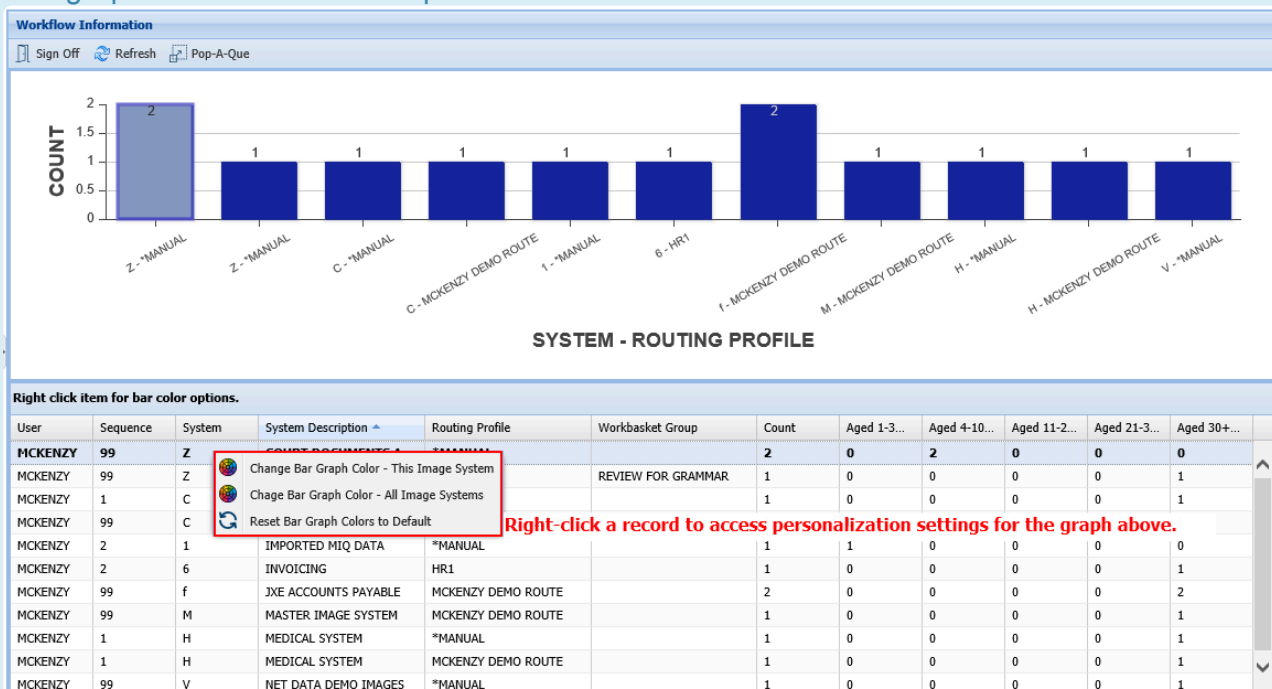 Workflow Information
Sign Off Refresh Pop-A-Que
COUNT
2
1.5
1
0.5
0
2 1 1 1 1 1 2 1 1 1 1
Z - *MANUAL
Z - *MANUAL
C - *MANUAL
C - MCKENZY DEMO ROUTE
1 - *MANUAL
6 - HR1
f - MCKENZY DEMO ROUTE
M - MCKENZY DEMO ROUTE
H - *MANUAL
H - MCKENZY DEMO ROUTE
V - *MANUAL
SYSTEM - ROUTING PROFILE
Right click item for bar color options.
User Sequence System System Description Routing Profile Workbasket Group Count Aged 1-3... Aged 4-10... Aged 11-2... Aged 21-3... Aged 30+...
MCKENZY 99 Z COURT DOCUMENTS A *MANUAL 2 0 2 0 0 0
MCKENZY 99 Z REVIEW FOR GRAMMAR 1 0 0 0 0 1
MCKENZY 1 C 1 0 0 0 0 1
MCKENZY 99 C
Change Bar Graph Color - This Image System
Chage Bar Graph Color - All Image Systems
Reset Bar Graph Colors to Default
Right-click a record to access personalization settings for the graph above.
MCKENZY 2 1 IMPORTED MIQ DATA *MANUAL 1 1 0 0 0 0
MCKENZY 2 6 INVOICING HR1 1 0 0 0 0 1
MCKENZY 99 f JXE ACCOUNTS PAYABLE MCKENZY DEMO ROUTE 2 0 0 0 0 2
MCKENZY 99 M MASTER IMAGE SYSTEM MCKENZY DEMO ROUTE 1 0 0 0 0 1
MCKENZY 1 H MEDICAL SYSTEM *MANUAL 1 0 0 0 0 1
MCKENZY 1 H MEDICAL SYSTEM MCKENZY DEMO ROUTE 1 0 0 0 0 1
MCKENZY 99 V NET DATA DEMO IMAGES *MANUAL 1 0 0 0 0 1